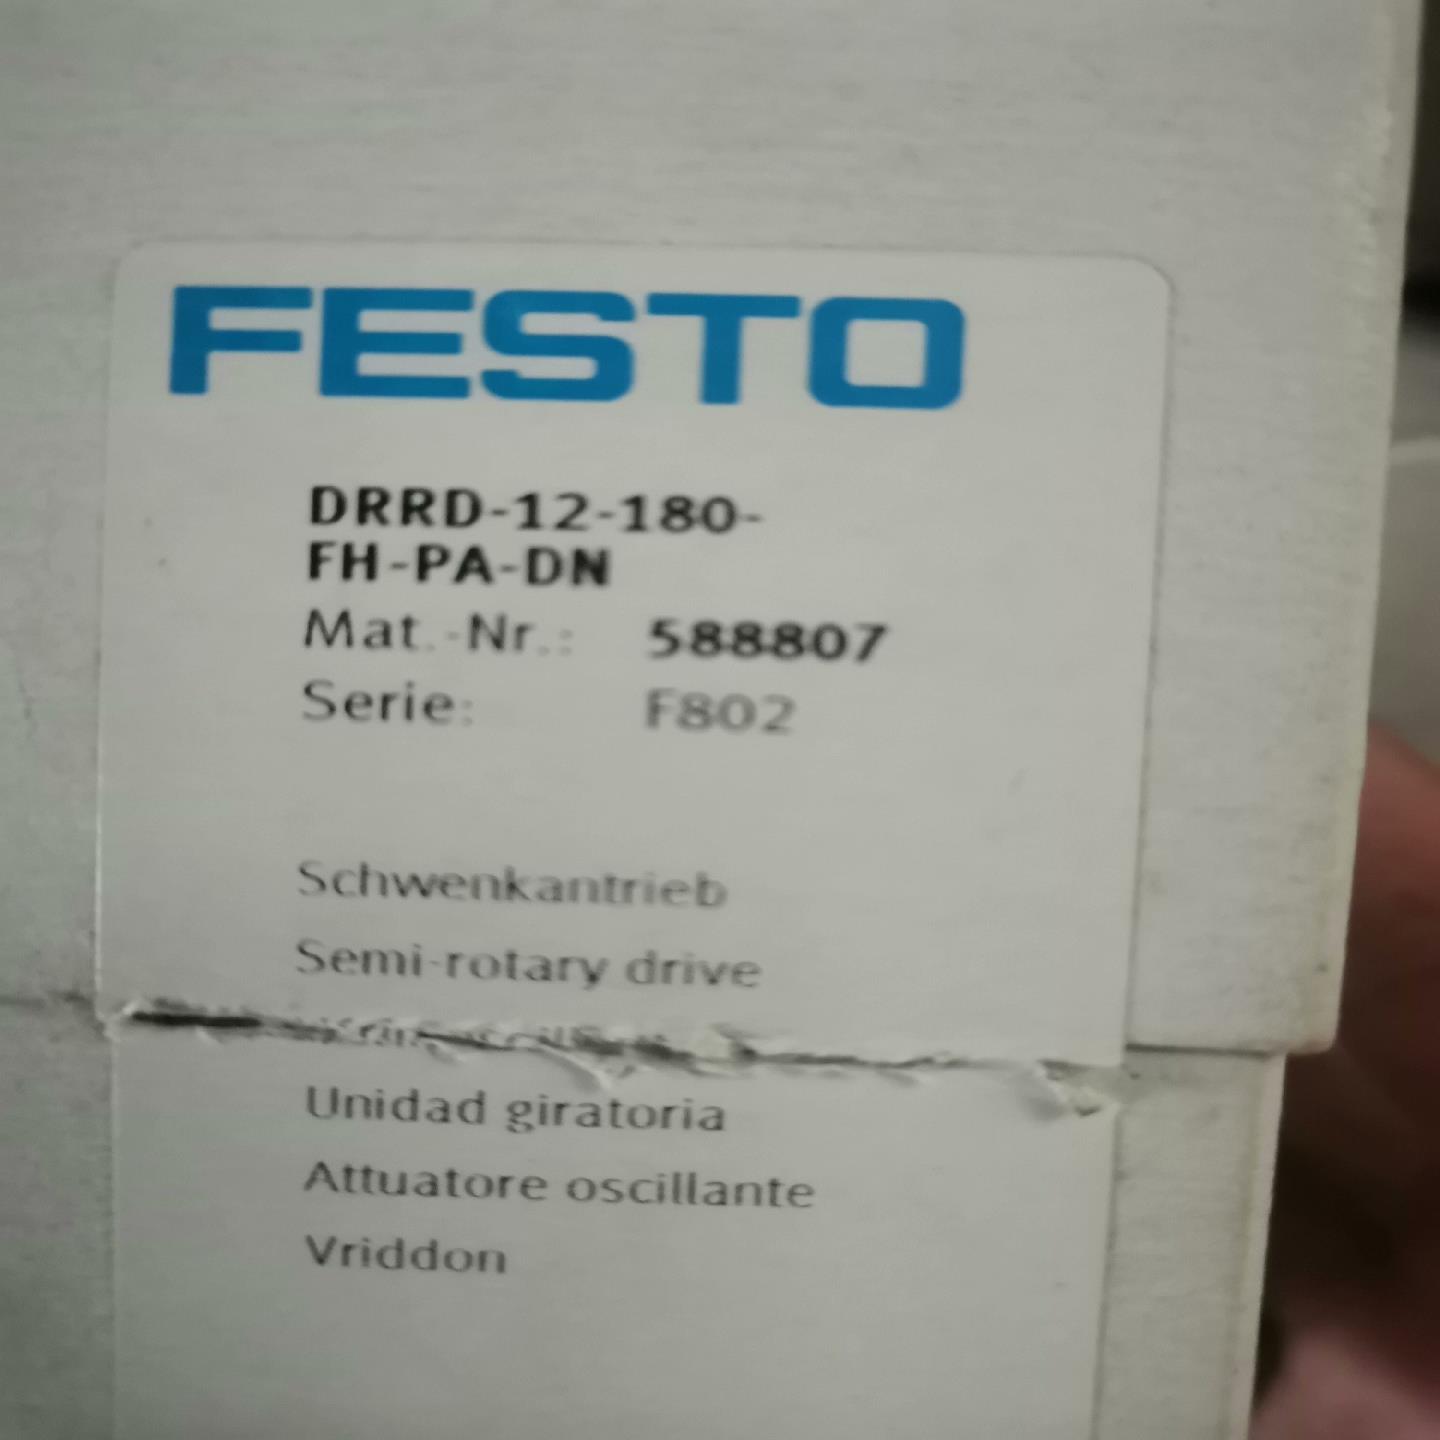 FESTO
DRRD-12-180-
FH-PA-DN
Mat.-Nr.: 588807
Serie: F802
Schwenkantrieb
Semi-rotary drive
Unidad giratoria
Attuatore oscillante
Vriddon